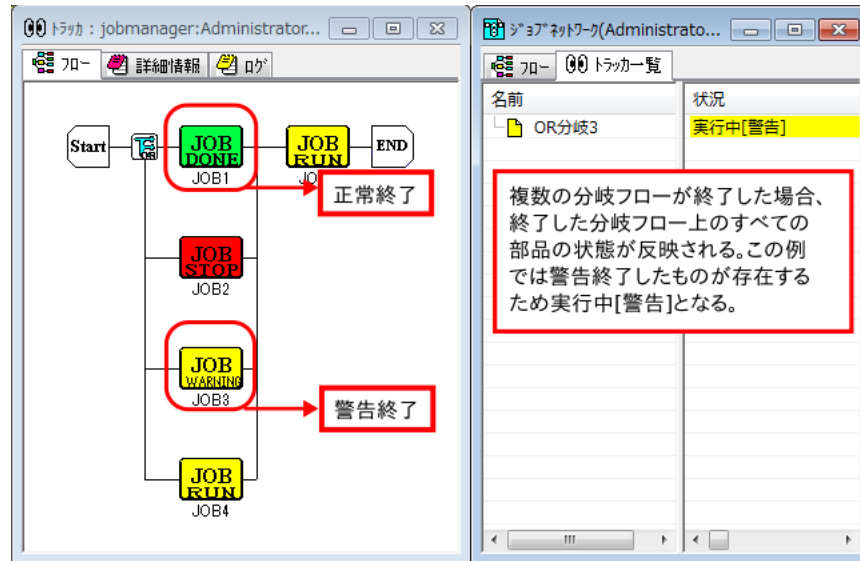 トラッカ : jobmanager:Administrator...
フロー 詳細情報 ログ
Start
OR
JOB
DONE
JOB1
JOB
RUN
END
正常終了
JOB
STOP
JOB2
JOB
WARNING
JOB3
警告終了
JOB
RUN
JOB4
ジョブネットワーク(Administrato...
フロー トラッカ一覧
名前 状況
OR分岐3 実行中[警告]
複数の分岐フローが終了した場合、
終了した分岐フロー上のすべての
部品の状態が反映される。この例
では警告終了したものが存在する
ため実行中[警告]となる。